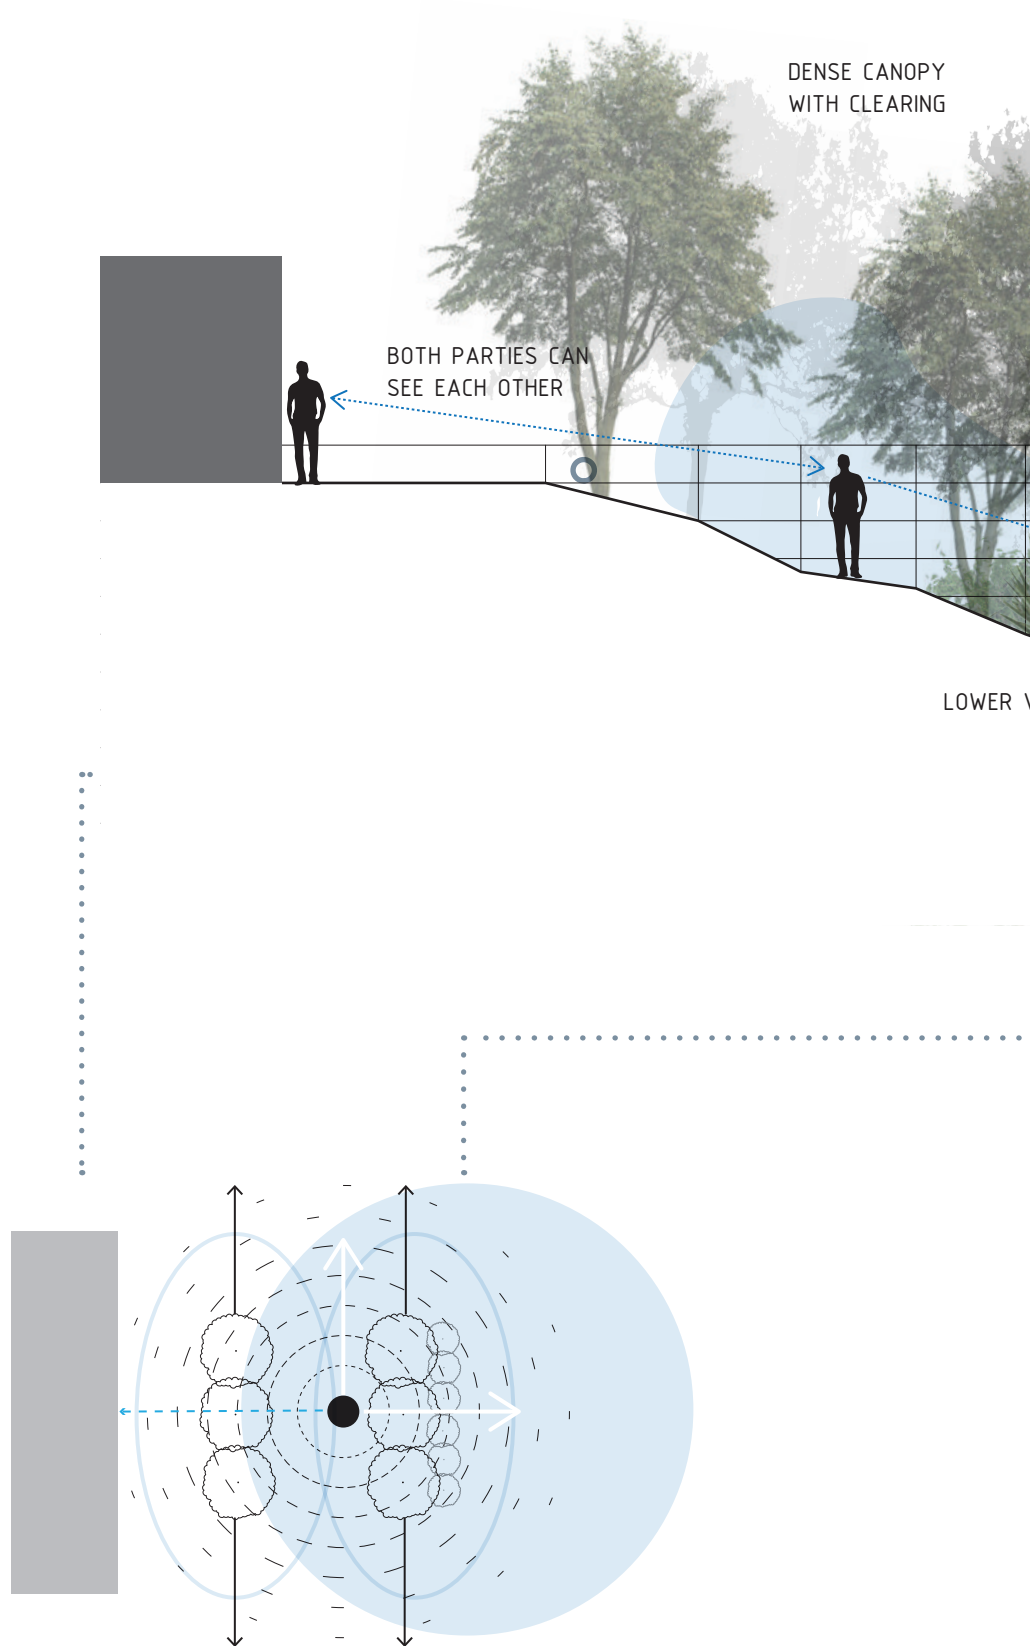 DENSE CANOPY
WITH CLEARING
BOTH PARTIES CAN
SEE EACH OTHER
LOWER